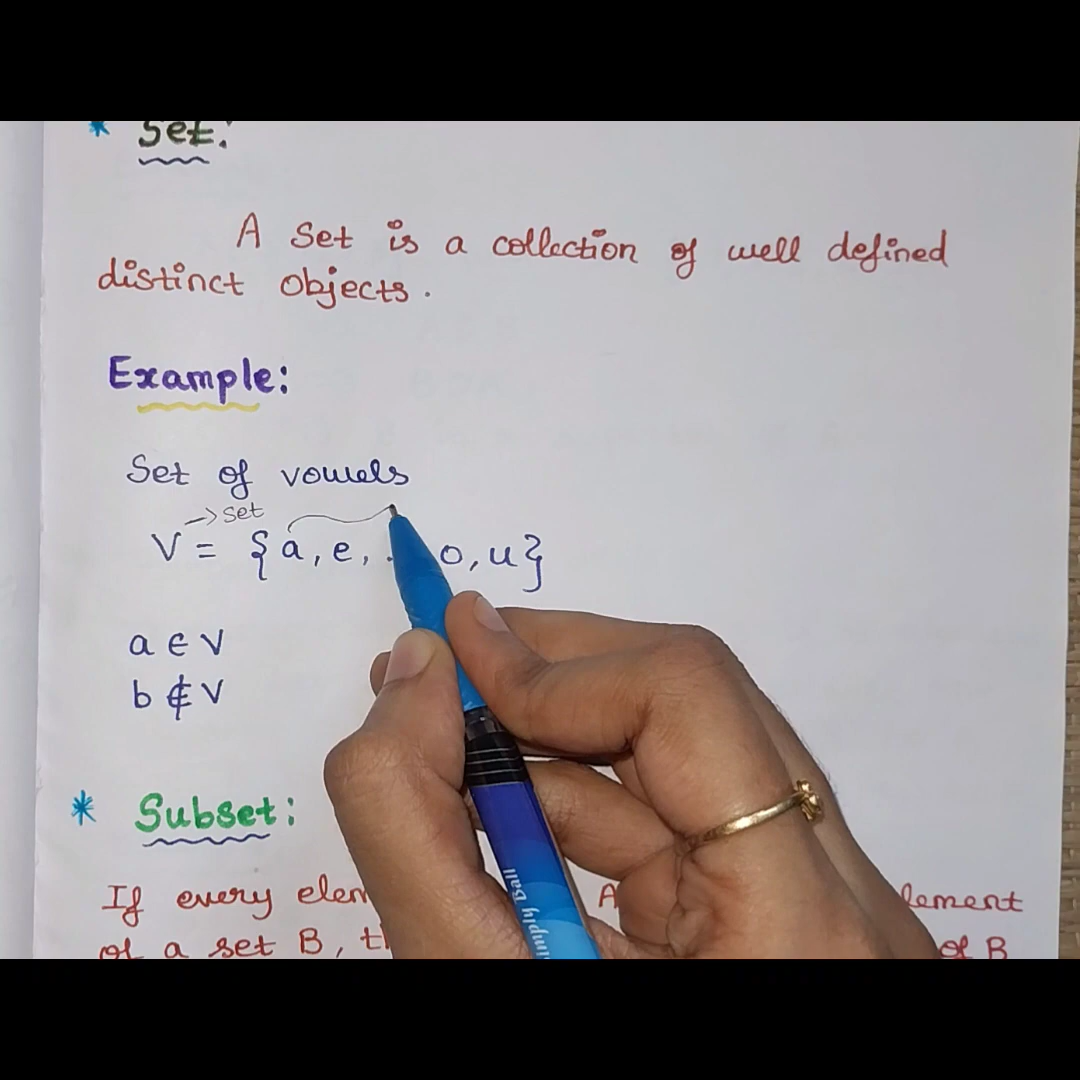 * Set:
A Set is a collection of well defined
distinct objects.
Example:
Set of vowels
→ set
V = {a, e, o, u}
a ∈ V
b ∉ V
* Subset:
If every A
of a set B, of B
Ball